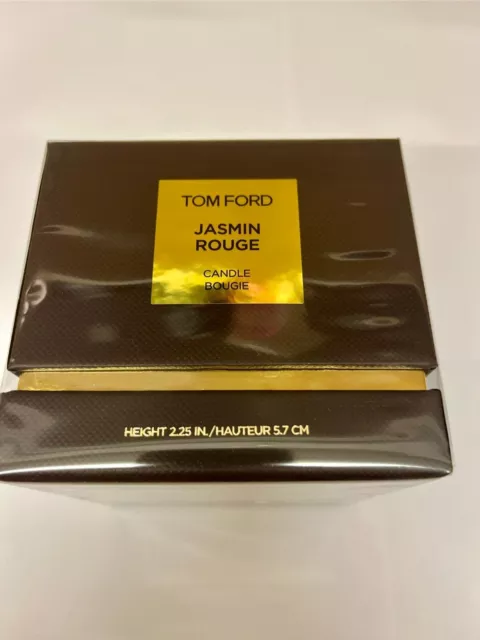 TOM FORD
JASMIN
ROUGE
CANDLE
BOUGIE
HEIGHT 2.25 IN./HAUTEUR 5.7 CM